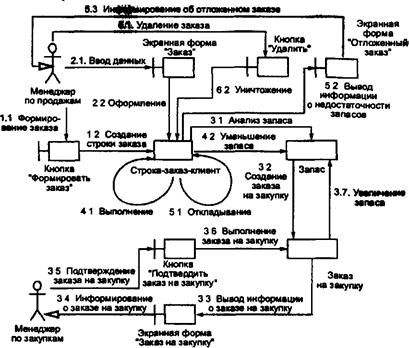 5.3 Информирование об отложенном заказе
6.1. Удаление заказа
Экранная форма
"Заказ"
Кнопка
"Удалить"
Экранная
форма
"Отложенный
заказ"
2.1. Ввод данных
Менеджер
по продажам
6 2 Уничтожение
5 2 Вывод
информации
о недостаточности
запасов
2 2 Оформление
3 1 Анализ запаса
1.1 Формиро-
вание заказа
1 2 Создание
строки заказа
4 2 Уменьшение
запаса
Кнопка
"Формировать
заказ"
Строка-заказ-клиент
3 2
Создание
заказа
на закупку
Запас
3.7. Увеличение
запаса
4 1 Выполнение
5 1 Откладывание
3 6 Выполнение
заказа на закупку
3 5 Подтверждение
заказа на закупку
Кнопка
"Подтвердить
заказ на закупку"
Заказ
на закупку
3 4 Информирование
о заказе на закупку
3 3 Вывод информации
о заказе на закупку
Менеджер
по закупкам
Экранная форма
"Заказ на закупку"